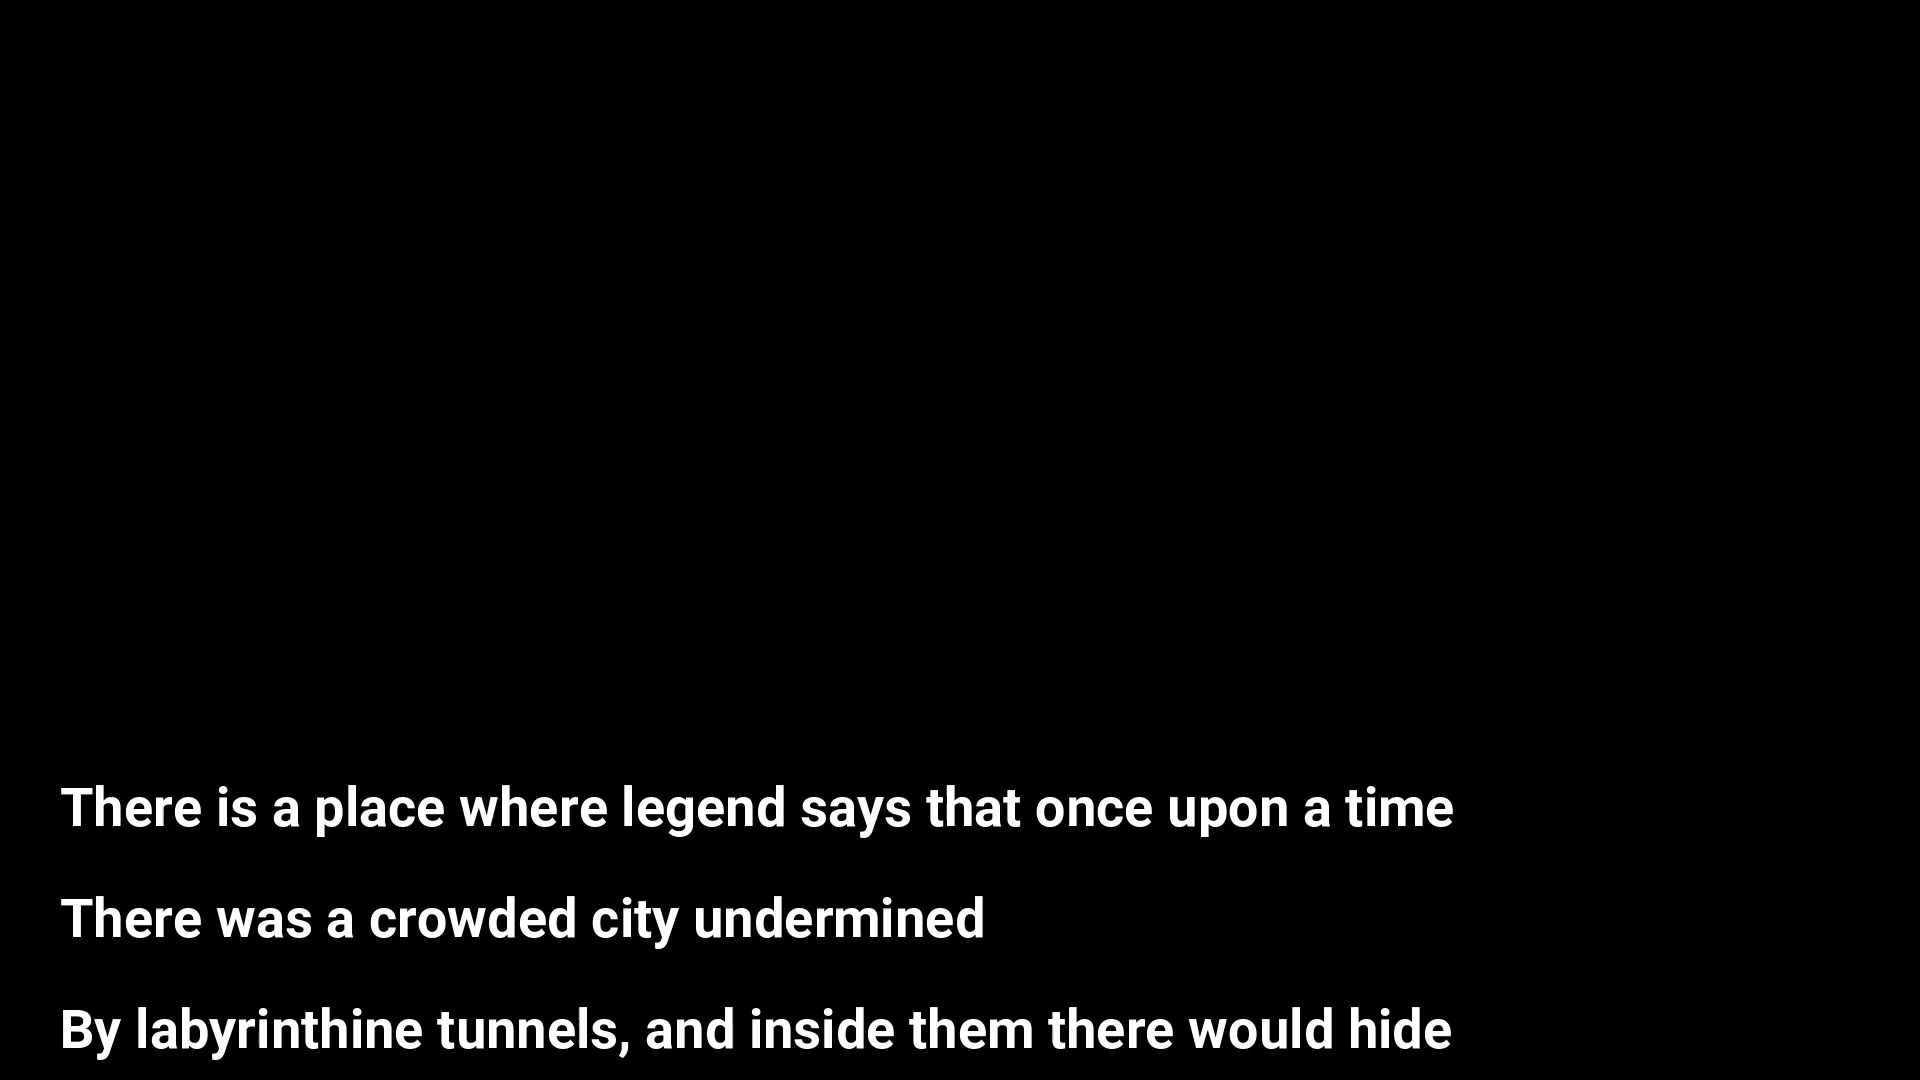 There is a place where legend says that once upon a time
There was a crowded city undermined
By labyrinthine tunnels, and inside them there would hide